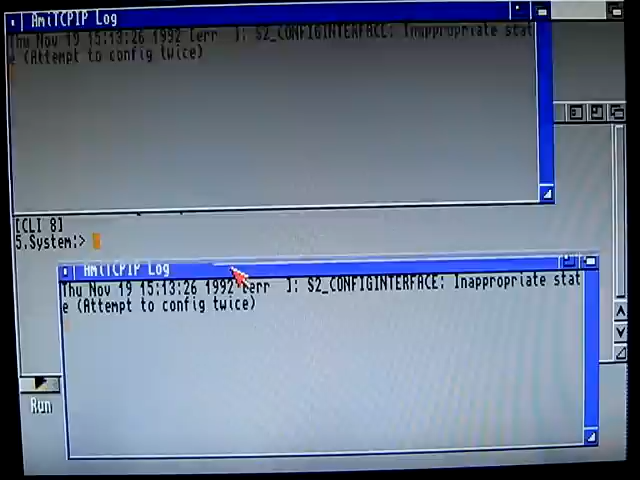 AmiTCPIP Log
Thu Nov 19 15:13:26 1992 [err  ]: S2_CONFIGINTERFACE: Inappropriate stat
e (Attempt to config twice)
[CLI 8]
5.System:>
AmiTCPIP Log
Thu Nov 19 15:13:26 1992 [err  ]: S2_CONFIGINTERFACE: Inappropriate stat
e (Attempt to config twice)
Run